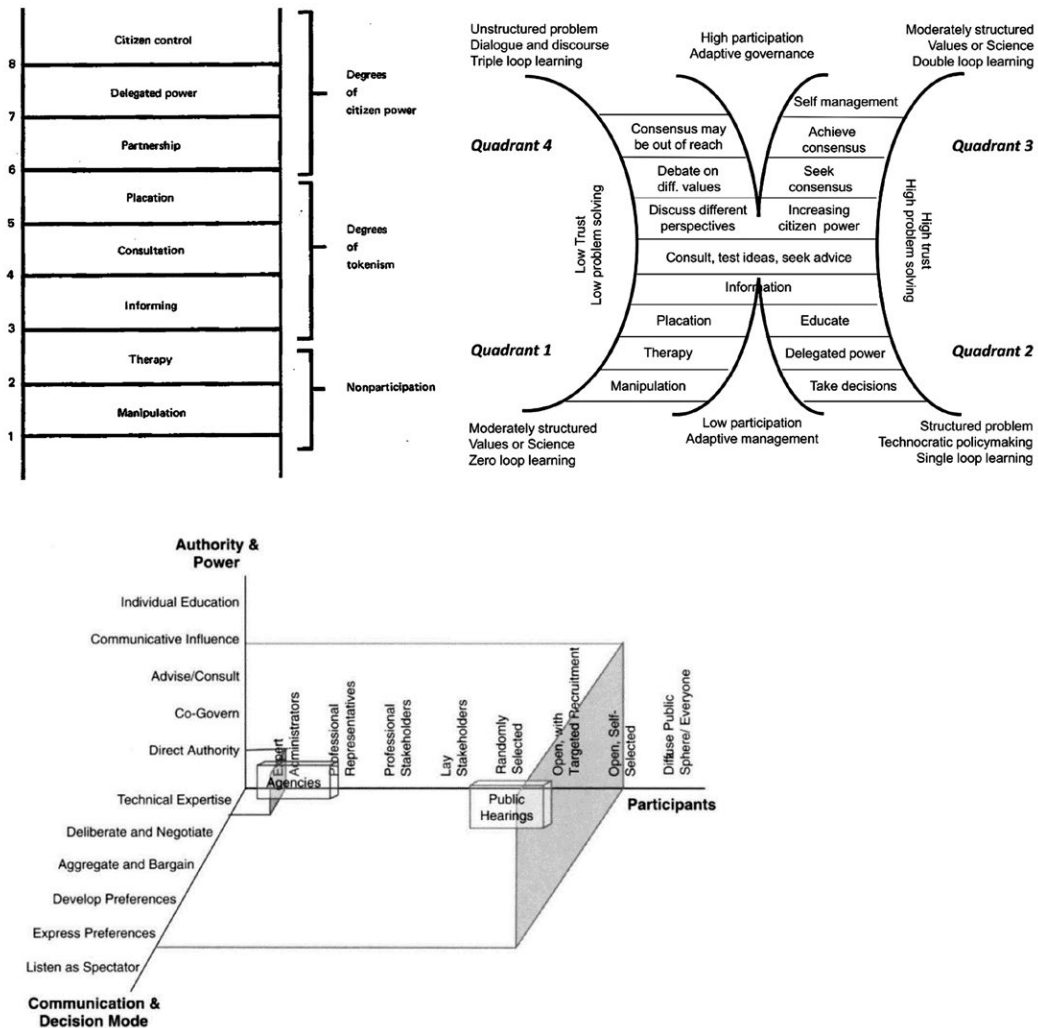 Citizen control
8
Delegated power
7
Partnership
6
Placation
5
Consultation
4
Informing
3
Therapy
2
Manipulation
1
Degrees
of
citizen power
Degrees
of
tokenism
Nonparticipation
Unstructured problem
Dialogue and discourse
Triple loop learning
High participation
Adaptive governance
Moderately structured
Values or Science
Double loop learning
Quadrant 4
Quadrant 3
Low Trust
Low problem solving
High trust
High problem solving
Self management
Consensus may
be out of reach
Achieve
consensus
Debate on
diff. values
Seek
consensus
Discuss different
perspectives
Increasing
citizen power
Consult, test ideas, seek advice
Information
Placation
Educate
Therapy
Delegated power
Manipulation
Take decisions
Quadrant 1
Quadrant 2
Moderately structured
Values or Science
Zero loop learning
Low participation
Adaptive management
Structured problem
Technocratic policymaking
Single loop learning
Authority &
Power
Individual Education
Communicative Influence
Advise/Consult
Co-Govern
Direct Authority
Technical Expertise
Deliberate and Negotiate
Aggregate and Bargain
Develop Preferences
Express Preferences
Listen as Spectator
Communication &
Decision Mode
Expert
Administrators
Professional
Representatives
Professional
Stakeholders
Lay
Stakeholders
Randomly
Selected
Open, with
Targeted Recruitment
Open, Self-
Selected
Diffuse Public
Sphere/ Everyone
Agencies
Public
Hearings
Participants